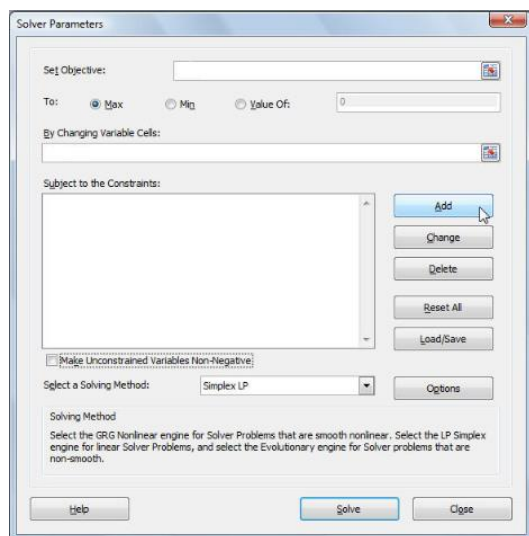 Solver Parameters
Set Objective:
To: Max Min Value Of: 0
By Changing Variable Cells:
Subject to the Constraints:
Add
Change
Delete
Reset All
Load/Save
Make Unconstrained Variables Non-Negative
Select a Solving Method: Simplex LP
Options
Solving Method
Select the GRG Nonlinear engine for Solver Problems that are smooth nonlinear. Select the LP Simplex
engine for linear Solver Problems, and select the Evolutionary engine for Solver problems that are
non-smooth.
Help Solve Close